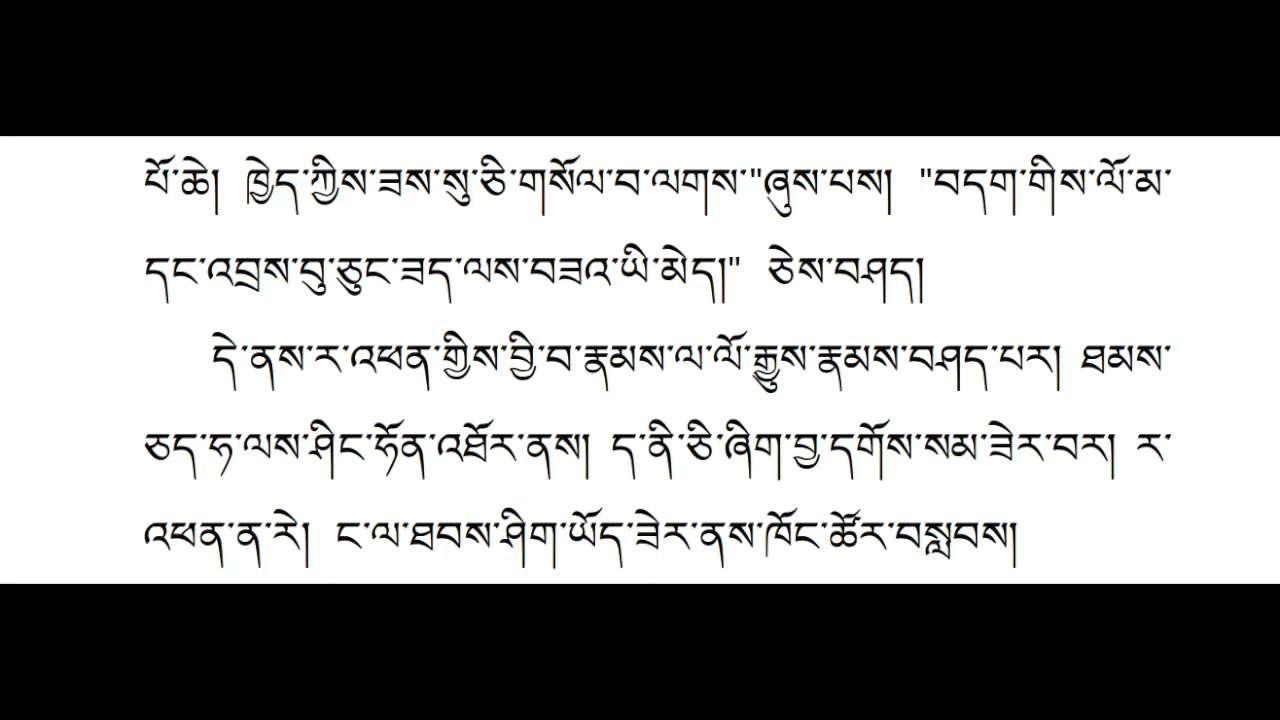 པོ་ཆེ།  ཁྱེད་ཀྱིས་ཟས་སུ་ཅི་གསོལ་བ་ལགས་"ཞུས་པས།  "བདག་གིས་ལོ་མ་
དང་འབྲས་བུ་ཅུང་ཟད་ལས་བཟའ་ཡི་མེད།"  ཅེས་བཤད།
དེ་ནས་ར་འཕན་གྱིས་བྱི་བ་རྣམས་ལ་ལོ་རྒྱུས་རྣམས་བཤད་པར། ཐམས་
ཅད་ཧ་ལས་ཤིང་ཧོན་འཐོར་ནས།  ད་ནི་ཅི་ཞིག་བྱ་དགོས་སམ་ཟེར་བར།  ར་
འཕན་ན་རེ།  ང་ལ་ཐབས་ཤིག་ཡོད་ཟེར་ནས་ཁོང་ཚོར་བསླབས།